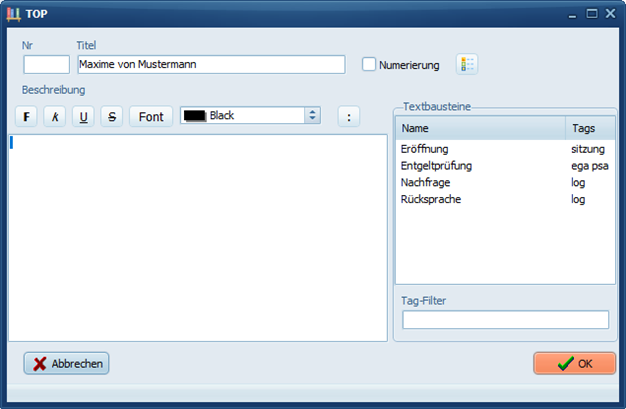 TOP
Nr Titel
Maxime von Mustermann
Numerierung
Beschreibung
F k U S Font Black :
Textbausteine
Name Tags
Eröffnung sitzung
Entgeltprüfung ega psa
Nachfrage log
Rücksprache log
Tag-Filter
Abbrechen OK